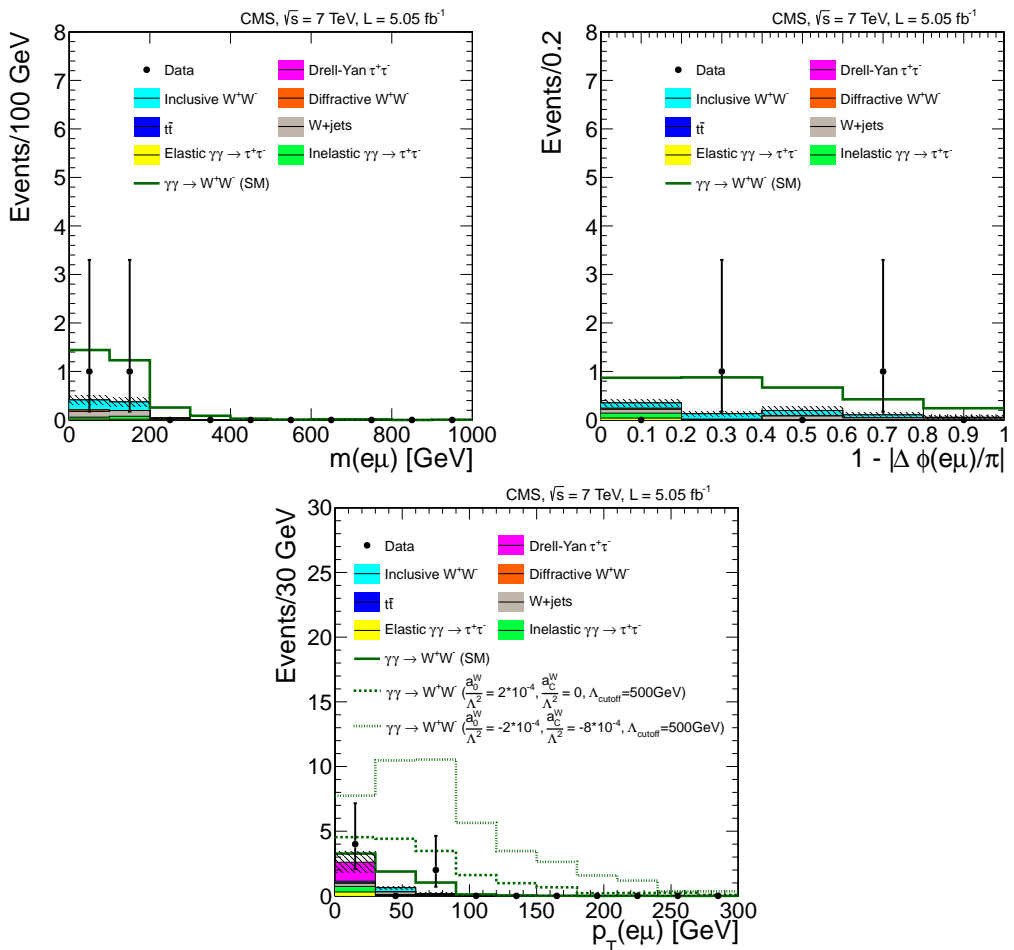 CMS, √s = 7 TeV, L = 5.05 fb⁻¹
Events/100 GeV
8
7
6
5
4
3
2
1
0
Data
Drell-Yan τ⁺τ⁻
Inclusive W⁺W⁻
Diffractive W⁺W⁻
tt̄
W+jets
Elastic γγ → τ⁺τ⁻
Inelastic γγ → τ⁺τ⁻
γγ → W⁺W⁻ (SM)
0 200 400 600 800 1000
m(eμ) [GeV]
CMS, √s = 7 TeV, L = 5.05 fb⁻¹
Events/0.2
8
7
6
5
4
3
2
1
0
Data
Drell-Yan τ⁺τ⁻
Inclusive W⁺W⁻
Diffractive W⁺W⁻
tt̄
W+jets
Elastic γγ → τ⁺τ⁻
Inelastic γγ → τ⁺τ⁻
γγ → W⁺W⁻ (SM)
0 0.1 0.2 0.3 0.4 0.5 0.6 0.7 0.8 0.9 1
1 - |Δ φ(eμ)/π|
CMS, √s = 7 TeV, L = 5.05 fb⁻¹
Events/30 GeV
30
25
20
15
10
5
0
Data
Drell-Yan τ⁺τ⁻
Inclusive W⁺W⁻
Diffractive W⁺W⁻
tt̄
W+jets
Elastic γγ → τ⁺τ⁻
Inelastic γγ → τ⁺τ⁻
γγ → W⁺W⁻ (SM)
γγ → W⁺W⁻ (a₀ᵂ/Λ² = 2*10⁻⁴, a_Cᵂ/Λ² = 0, Λ_cutoff=500GeV)
γγ → W⁺W⁻ (a₀ᵂ/Λ² = -2*10⁻⁴, a_Cᵂ/Λ² = -8*10⁻⁴, Λ_cutoff=500GeV)
0 50 100 150 200 250 300
p_T(eμ) [GeV]